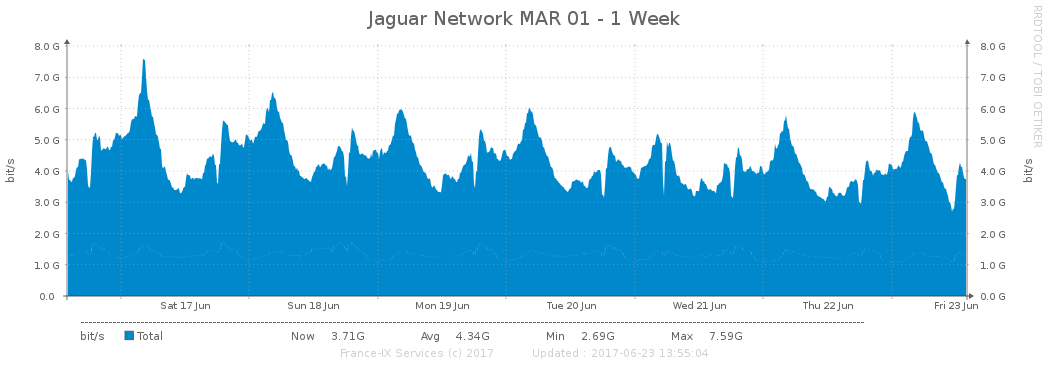 Jaguar Network MAR 01 - 1 Week
RRDTOOL / TOBI OETIKER
bit/s
8.0 G 8.0 G
7.0 G 7.0 G
6.0 G 6.0 G
5.0 G 5.0 G
4.0 G 4.0 G
3.0 G 3.0 G
2.0 G 2.0 G
1.0 G 1.0 G
0.0 0.0 G
bit/s
Sat 17 Jun Sun 18 Jun Mon 19 Jun Tue 20 Jun Wed 21 Jun Thu 22 Jun Fri 23 Jun
bit/s Total Now 3.71G Avg 4.34G Min 2.69G Max 7.59G
France-IX Services (c) 2017 Updated : 2017-06-23 13:55:04